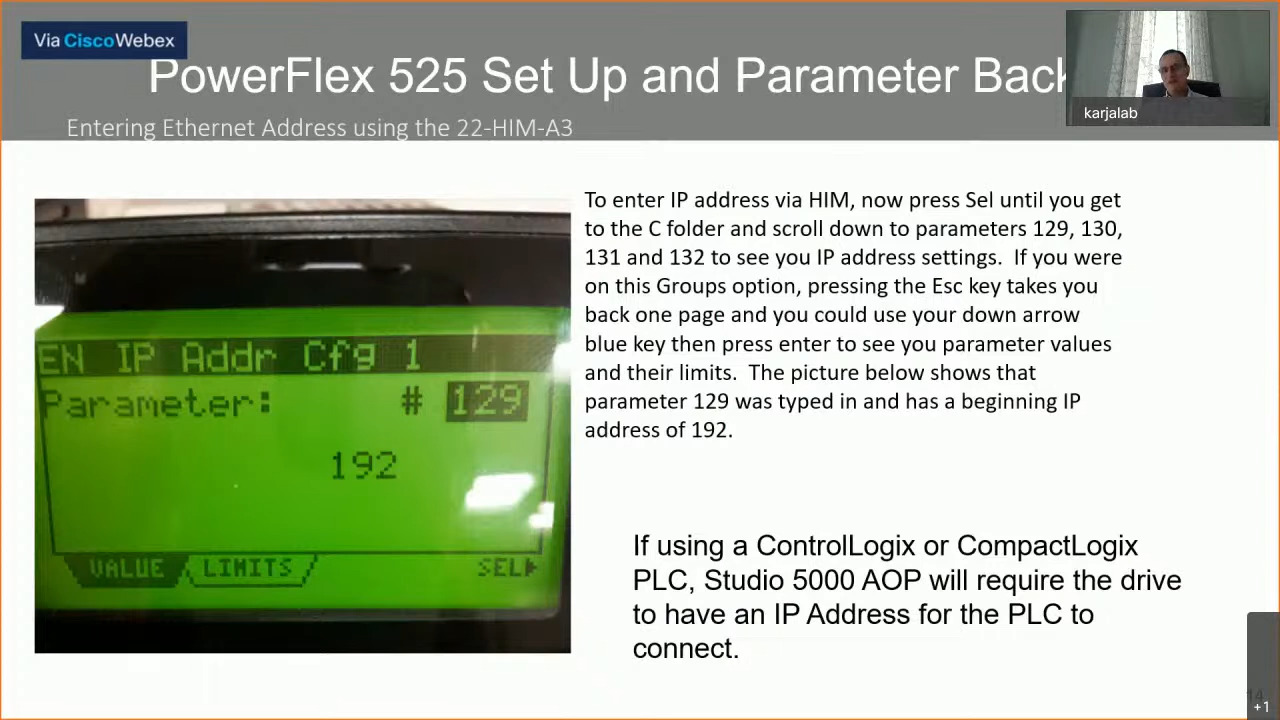 Via CiscoWebex
PowerFlex 525 Set Up and Parameter Back
karjalab
Entering Ethernet Address using the 22-HIM-A3
To enter IP address via HIM, now press Sel until you get
to the C folder and scroll down to parameters 129, 130,
131 and 132 to see you IP address settings. If you were
on this Groups option, pressing the Esc key takes you
back one page and you could use your down arrow
blue key then press enter to see you parameter values
and their limits. The picture below shows that
parameter 129 was typed in and has a beginning IP
address of 192.
EN IP Addr Cfg 1
Parameter: # 129
192
VALUE LIMITS SEL
If using a ControlLogix or CompactLogix
PLC, Studio 5000 AOP will require the drive
to have an IP Address for the PLC to
connect.
14
+1